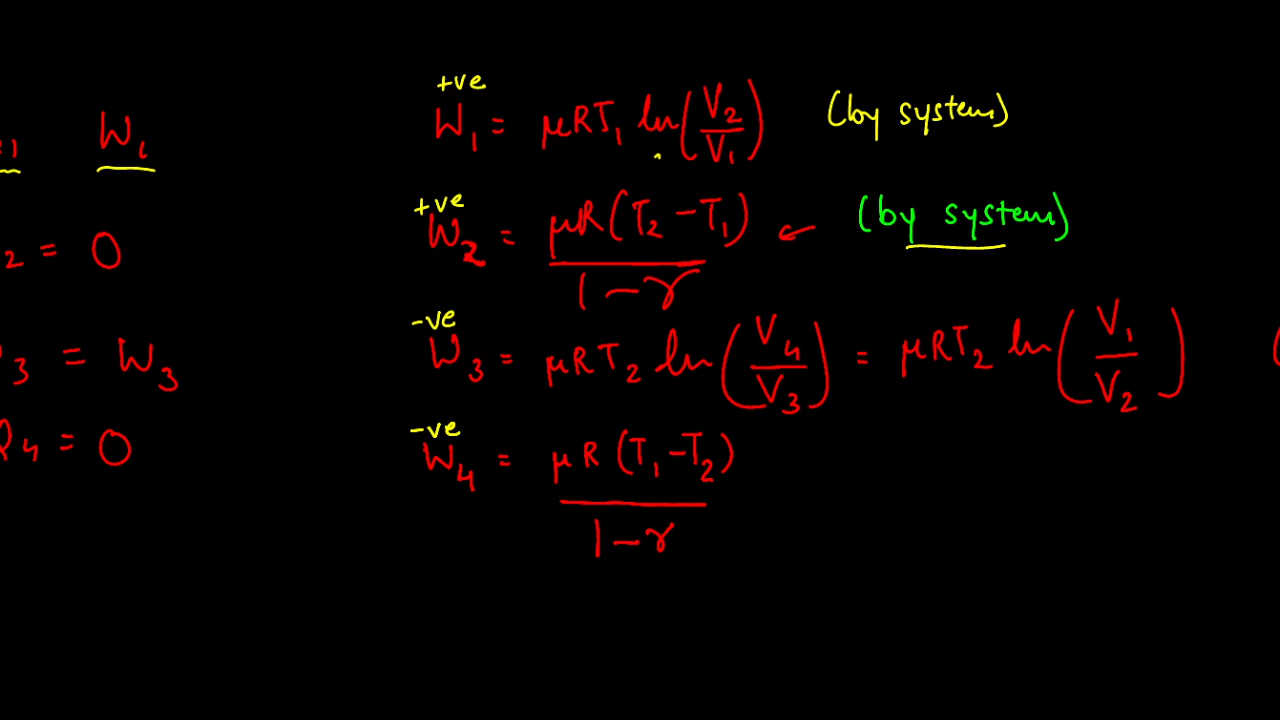 +ve
W₁ = μRT₁ ln(V₂/V₁) (by system)
W₁
+ve
W₂ = μR(T₂ - T₁)/(1 - γ) ← (by system)
₂ = 0
-ve
₃ = W₃
W₃ = μRT₂ ln(V₄/V₃) = μRT₂ ln(V₁/V₂) (
-ve
Q₄ = 0
W₄ = μR(T₁ - T₂)/(1 - γ)